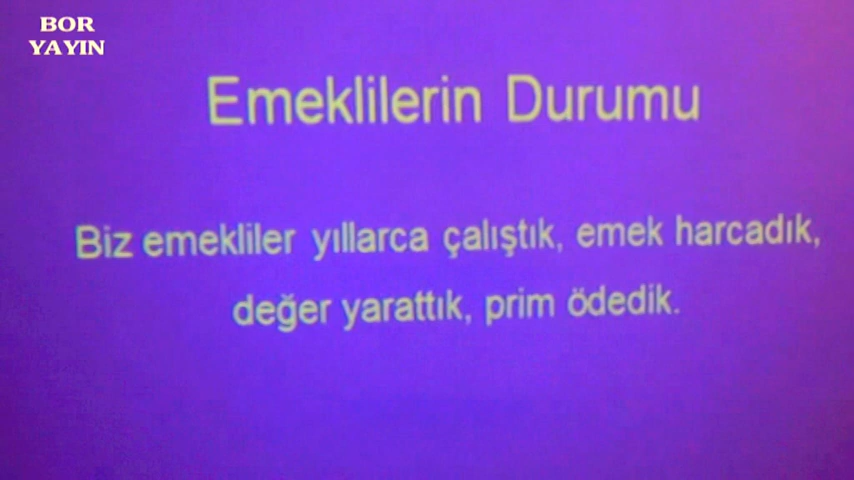 BOR
YAYIN
Emeklilerin Durumu
Biz emekliler yıllarca çalıştık, emek harcadık,
değer yarattık, prim ödedik.